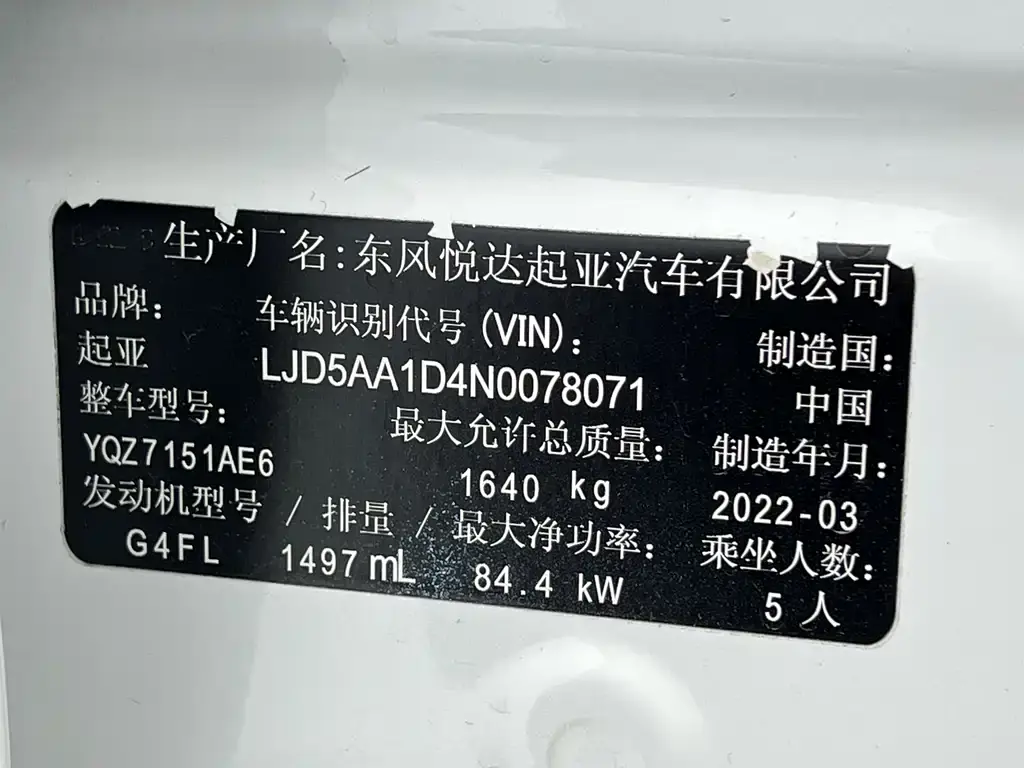 生产厂名:东风悦达起亚汽车有限公司
品牌: 车辆识别代号(VIN): 制造国:
起亚 LJD5AA1D4N0078071 中国
整车型号: 最大允许总质量: 制造年月:
YQZ7151AE6 1640 kg 2022-03
发动机型号 / 排量 / 最大净功率: 乘坐人数:
G4FL 1497 mL 84.4 kW 5 人